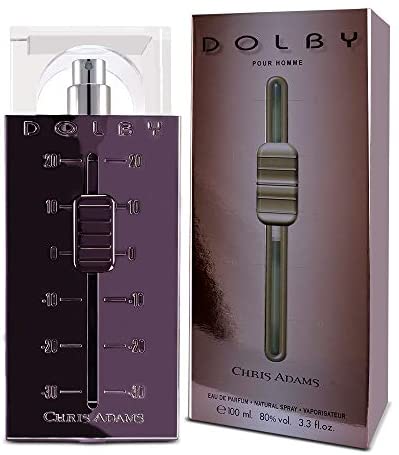 DOLBY
20 20
10 10
0 0
-10 -10
-20 -20
-30 -30
CHRIS ADAMS
DOLBY
POUR HOMME
CHRIS ADAMS
EAU DE PARFUM • NATURAL SPRAY • VAPORISATEUR
℮ 100 ml. 80% vol. 3.3 fl.oz.